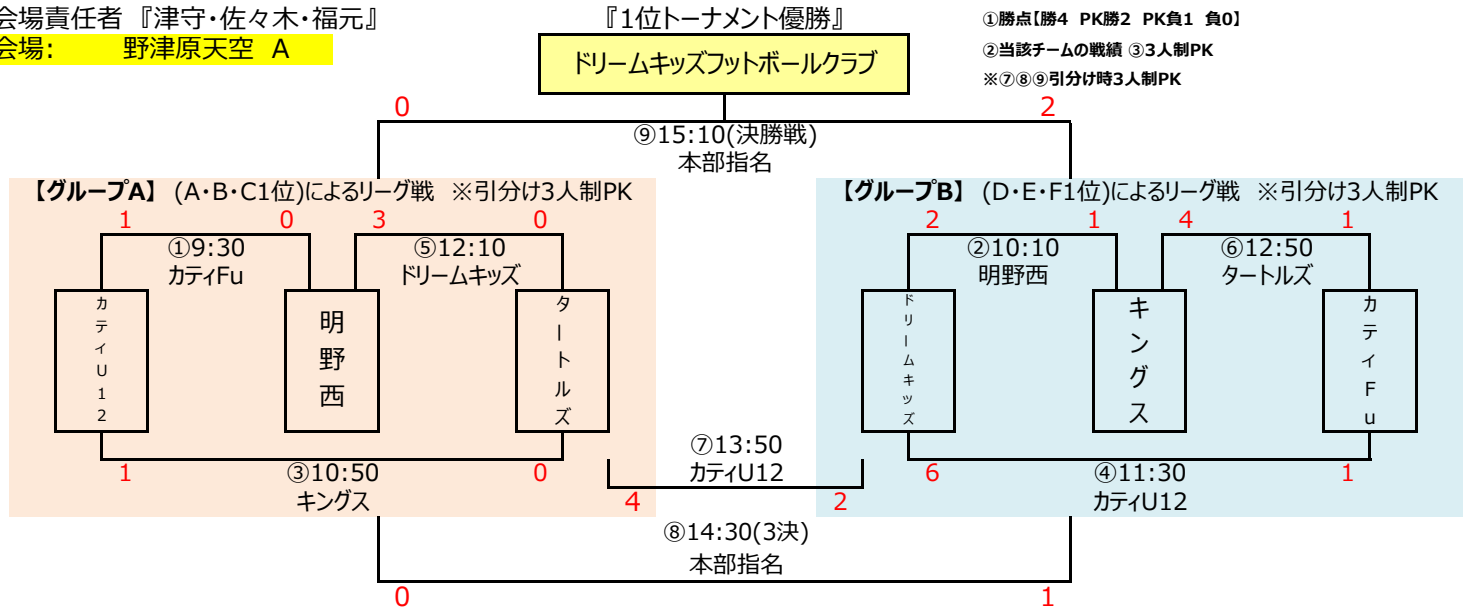 会場責任者 『津守・佐々木・福元』
会場: 野津原天空 A
『1位トーナメント優勝』
ドリームキッズフットボールクラブ
①勝点【勝4 PK勝2 PK負1 負0】
②当該チームの戦績 ③3人制PK
※⑦⑧⑨引分け時3人制PK
0 2
⑨15:10(決勝戦)
本部指名
【グループA】 (A・B・C1位)によるリーグ戦 ※引分け3人制PK
1 0 3 0
①9:30 ⑤12:10
カティFu ドリームキッズ
カティU12
明野西
タートルズ
1 ③10:50 0
キングス
【グループB】 (D・E・F1位)によるリーグ戦 ※引分け3人制PK
2 1 4 1
②10:10 ⑥12:50
明野西 タートルズ
ドリームキッズ
キングス
カティFu
6 ④11:30 1
カティU12
⑦13:50
カティU12
4 2
⑧14:30(3決)
本部指名
0 1